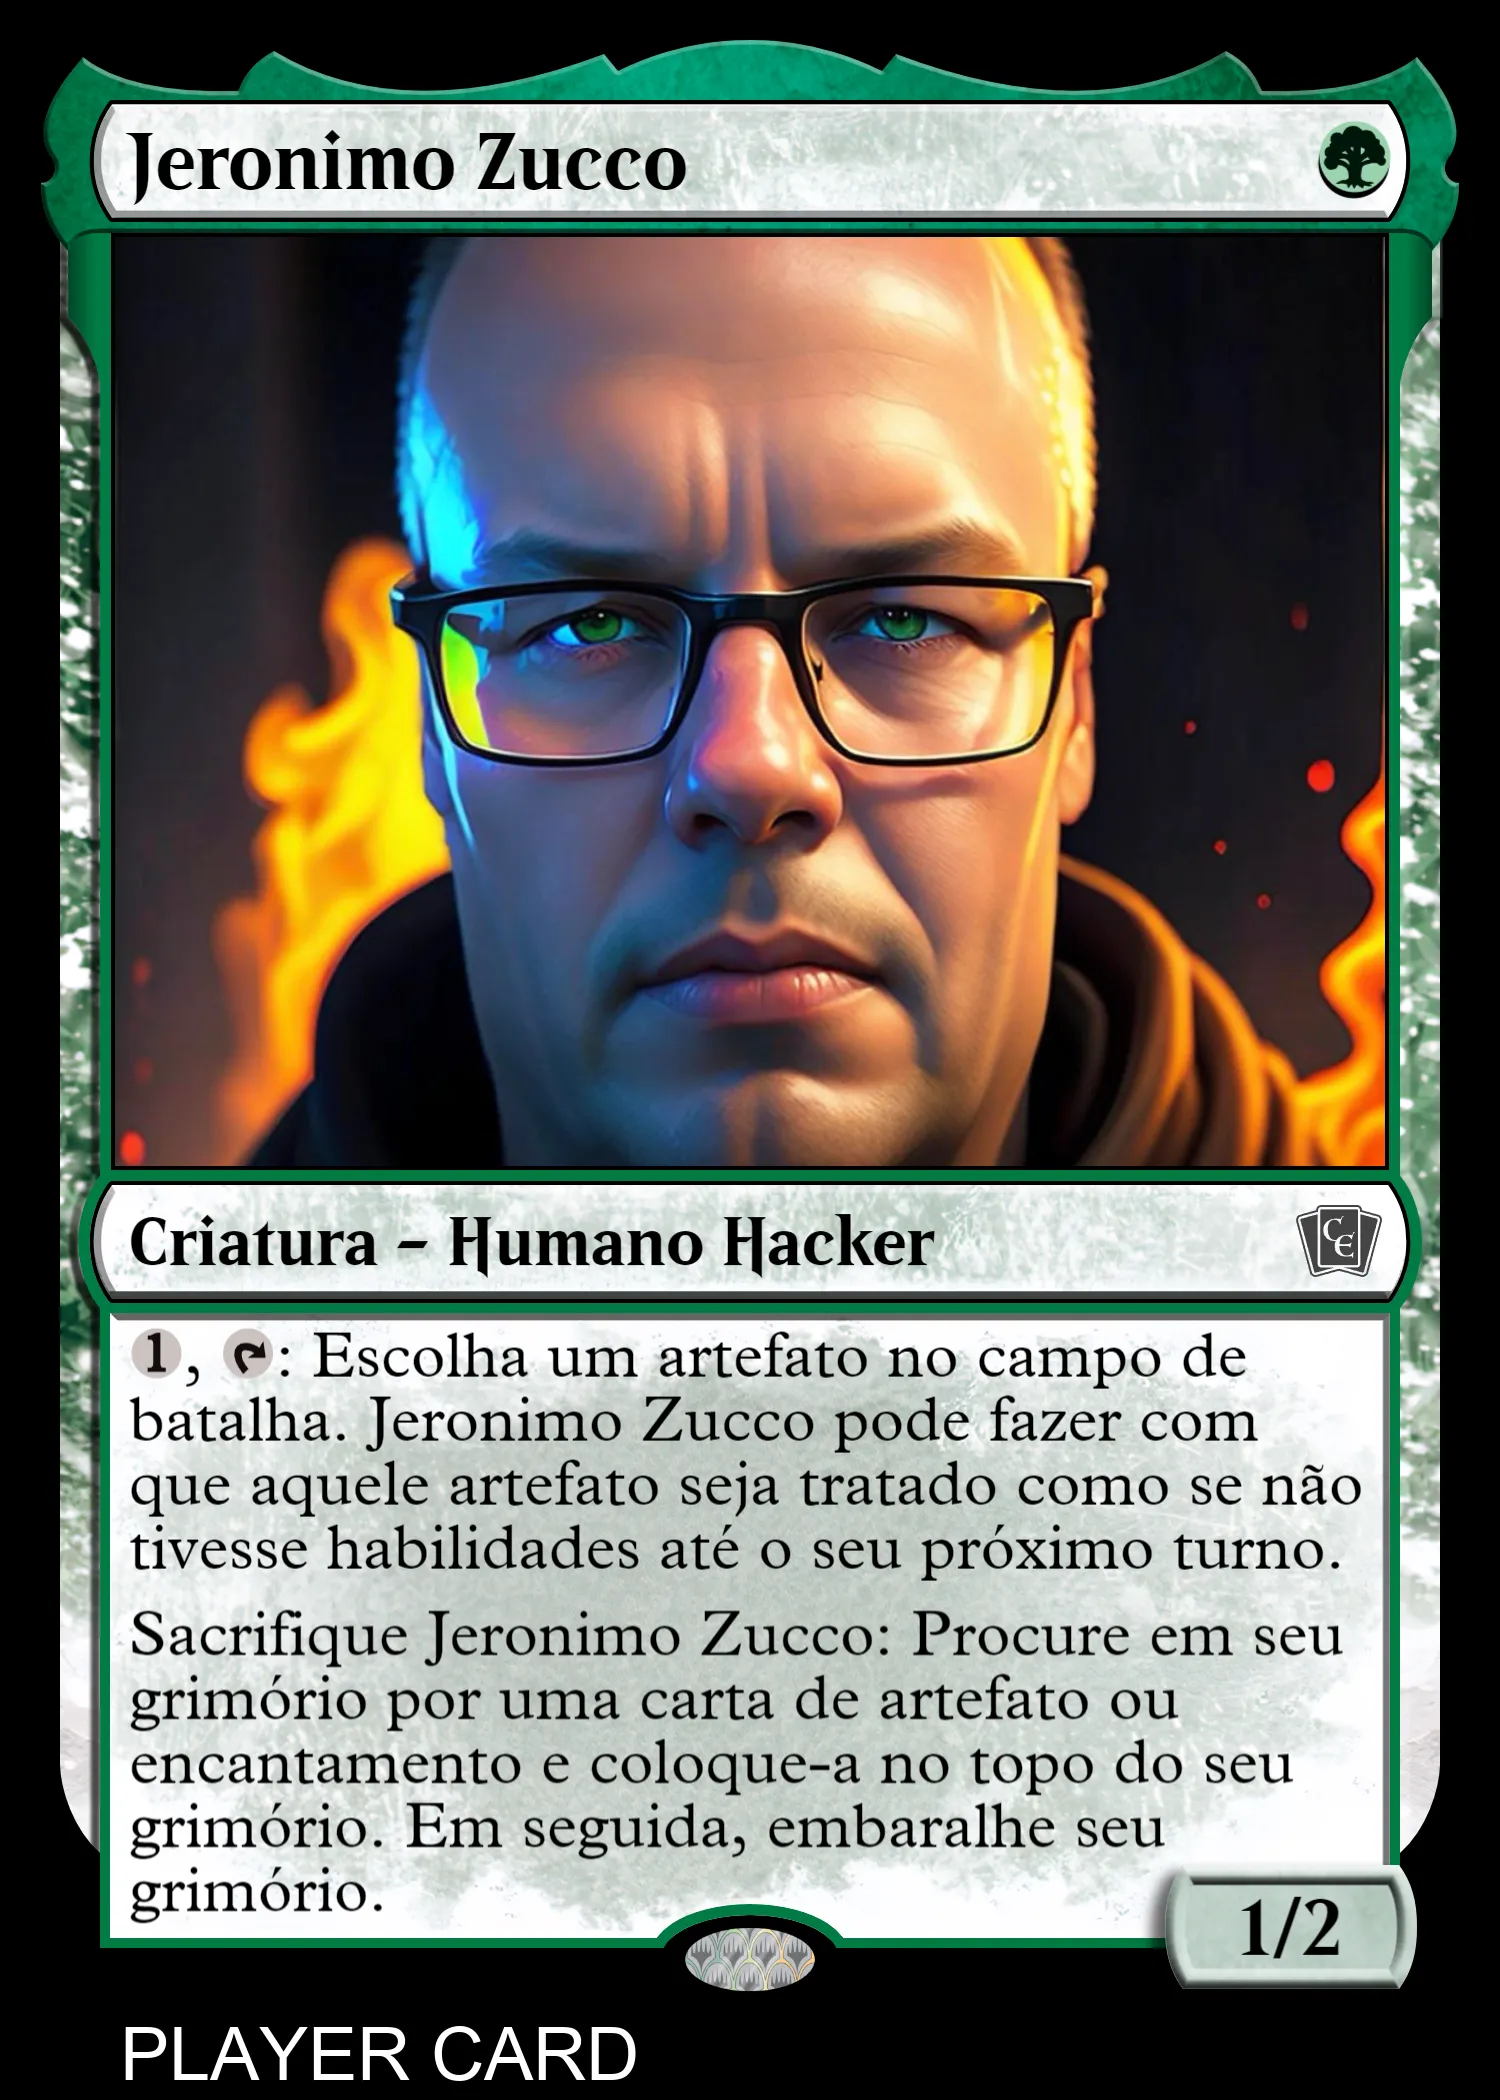 Jeronimo Zucco
Criatura – Humano Hacker
CE
1, : Escolha um artefato no campo de
batalha. Jeronimo Zucco pode fazer com
que aquele artefato seja tratado como se não
tivesse habilidades até o seu próximo turno.
Sacrifique Jeronimo Zucco: Procure em seu
grimório por uma carta de artefato ou
encantamento e coloque-a no topo do seu
grimório. Em seguida, embaralhe seu
grimório.
1/2
PLAYER CARD